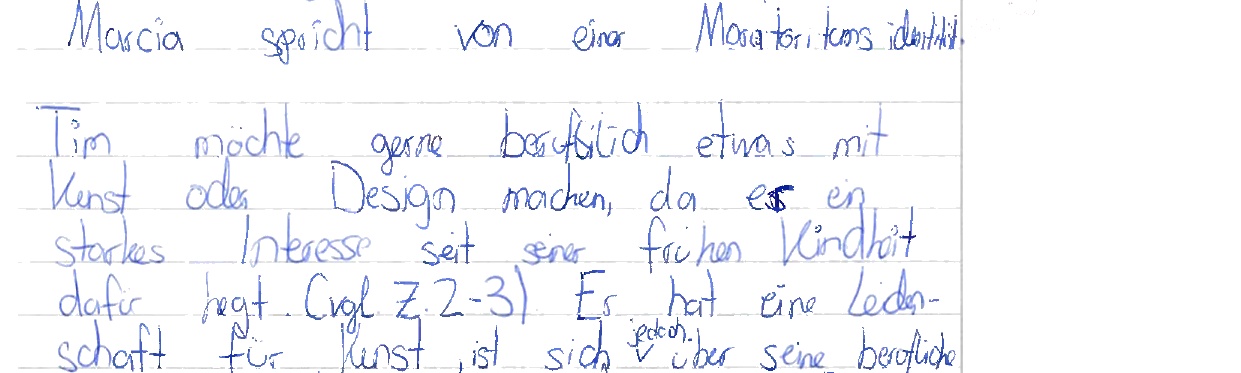 Marcia spricht von einer Moratoriumsidentität.
Tim möchte gerne beruflich etwas mit
Kunst oder Design machen, da er ein
starkes Interesse seit seiner frühen Kindheit
dafür hegt. (vgl Z. 2-3) Er hat eine Leiden-
schaft für Kunst, ist sich jedoch über seine berufliche